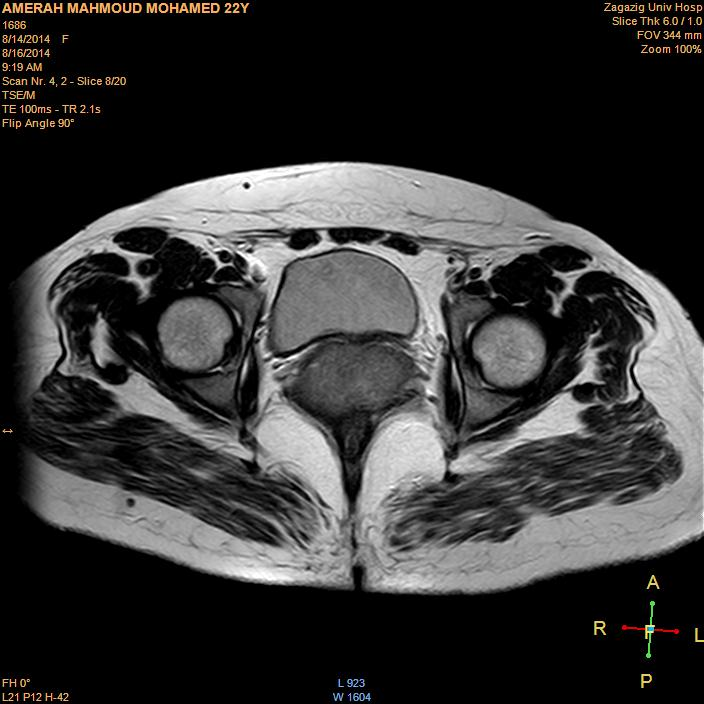 AMERAH MAHMOUD MOHAMED 22Y
1686
8/14/2014 F
8/16/2014
9:19 AM
Scan Nr. 4, 2 - Slice 8/20
TSE/M
TE 100ms - TR 2.1s
Flip Angle 90°
Zagazig Univ Hosp
Slice Thk 6.0 / 1.0
FOV 344 mm
Zoom 100%
A
R
F
L
P
FH 0°
L21 P12 H-42
L 923
W 1604